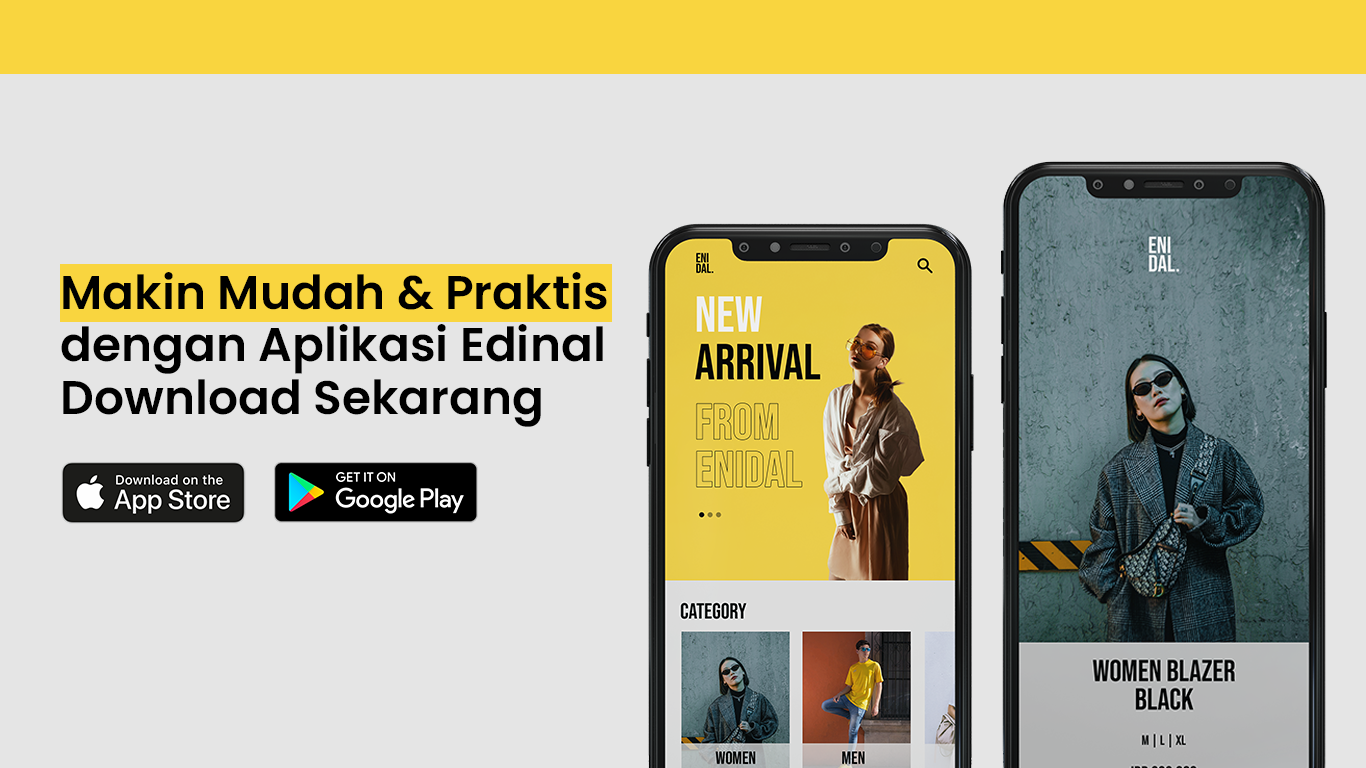 Makin Mudah & Praktis
dengan Aplikasi Edinal
Download Sekarang
Download on the
App Store
GET IT ON
Google Play
ENI
DAL.
NEW
ARRIVAL
FROM
ENIDAL
CATEGORY
WOMEN
MEN
ENI
DAL.
WOMEN BLAZER
BLACK
M | L | XL